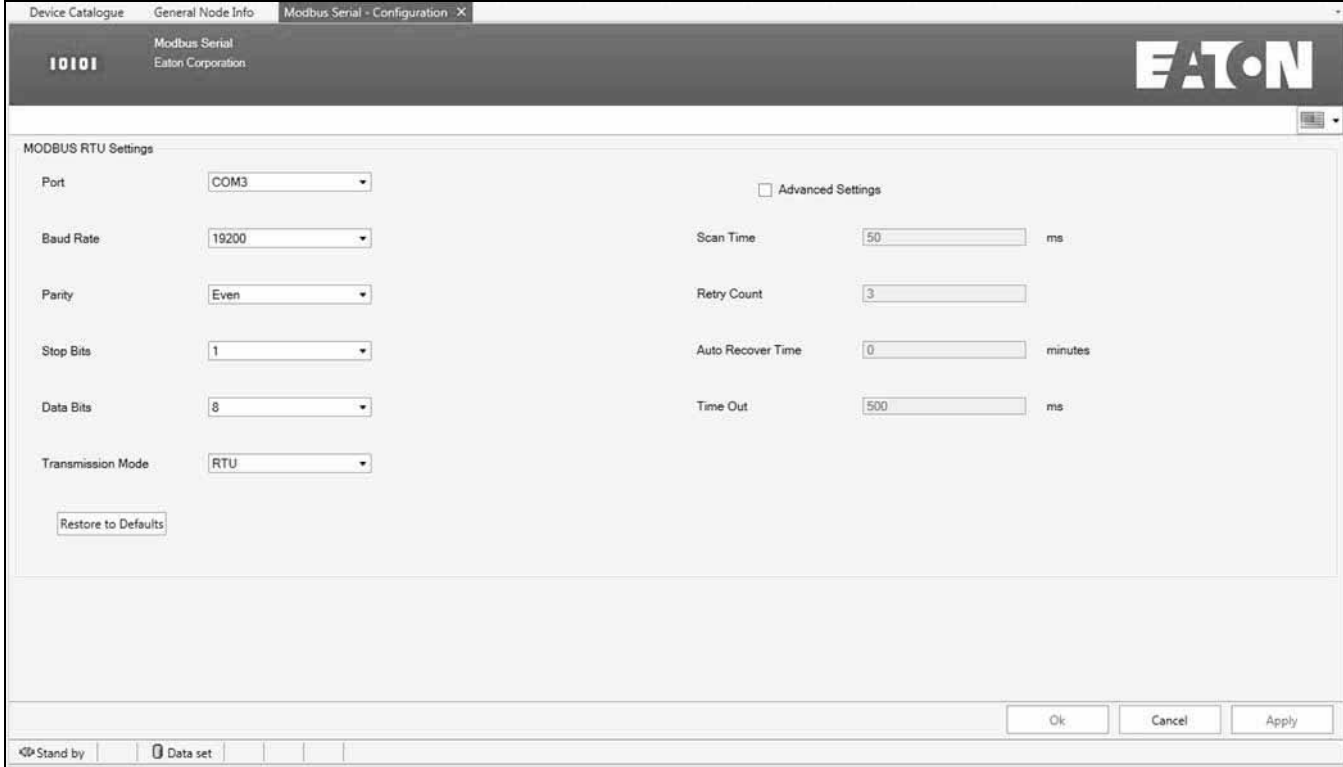 Device Catalogue General Node Info Modbus Serial - Configuration X
Modbus Serial
10101 Eaton Corporation
EATON
MODBUS RTU Settings
Port COM3 Advanced Settings
Baud Rate 19200 Scan Time 50 ms
Parity Even Retry Count 3
Stop Bits 1 Auto Recover Time 0 minutes
Data Bits 8 Time Out 500 ms
Transmission Mode RTU
Restore to Defaults
Ok Cancel Apply
Stand by Data set